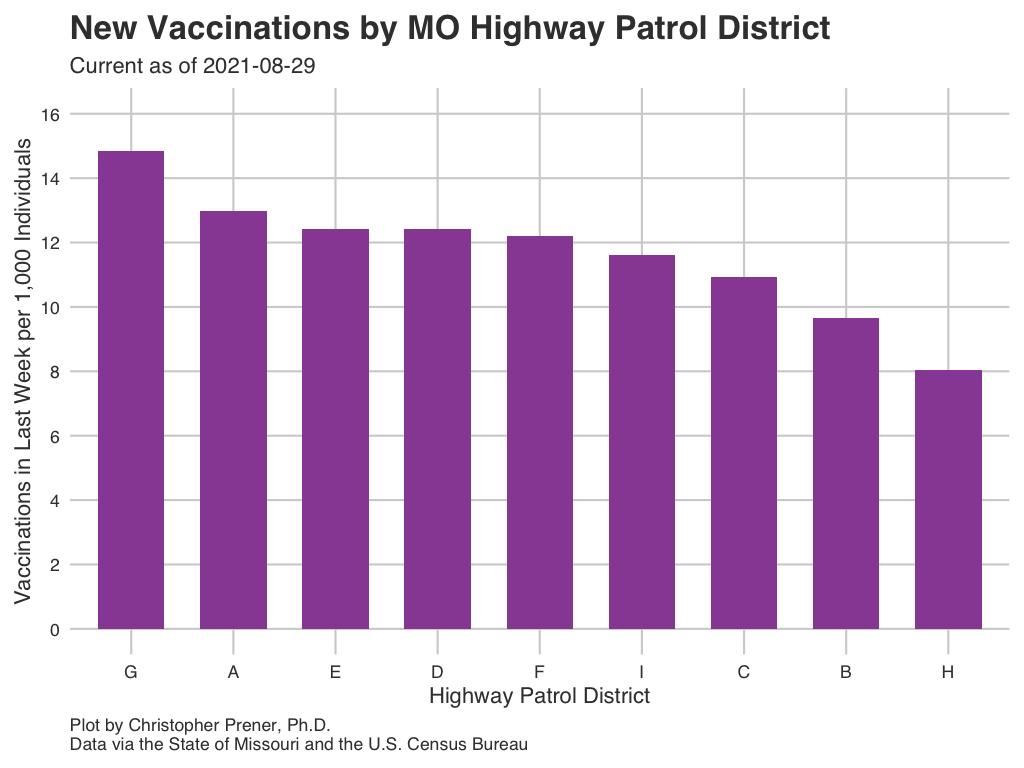 New Vaccinations by MO Highway Patrol District
Current as of 2021-08-29
Vaccinations in Last Week per 1,000 Individuals
16
14
12
10
8
6
4
2
0
G A E D F I C B H
Highway Patrol District
Plot by Christopher Prener, Ph.D.
Data via the State of Missouri and the U.S. Census Bureau